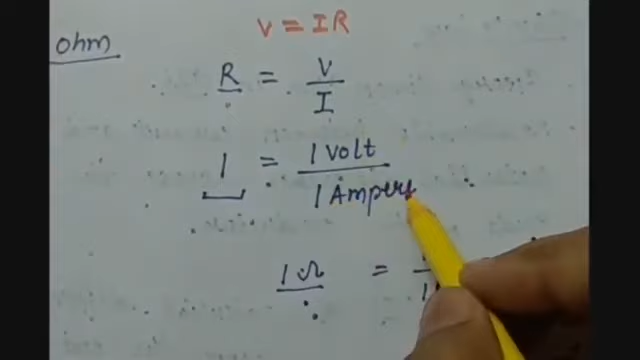 V = IR
ohm
R = V
I
1 = 1 Volt
1 Ampere
1Ω =